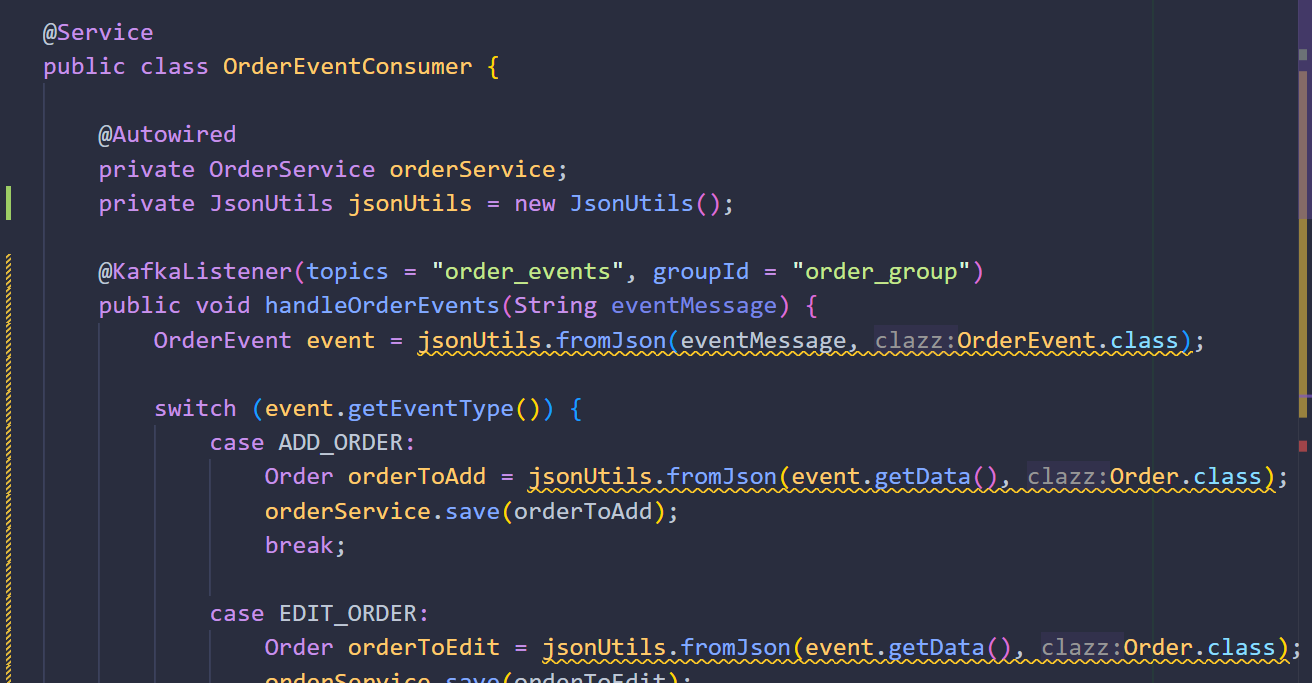 @Service
public class OrderEventConsumer {
@Autowired
private OrderService orderService;
private JsonUtils jsonUtils = new JsonUtils();
@KafkaListener(topics = "order_events", groupId = "order_group")
public void handleOrderEvents(String eventMessage) {
OrderEvent event = jsonUtils.fromJson(eventMessage, clazz:OrderEvent.class);
switch (event.getEventType()) {
case ADD_ORDER:
Order orderToAdd = jsonUtils.fromJson(event.getData(), clazz:Order.class);
orderService.save(orderToAdd);
break;
case EDIT_ORDER:
Order orderToEdit = jsonUtils.fromJson(event.getData(), clazz:Order.class);
orderService.save(orderToEdit);